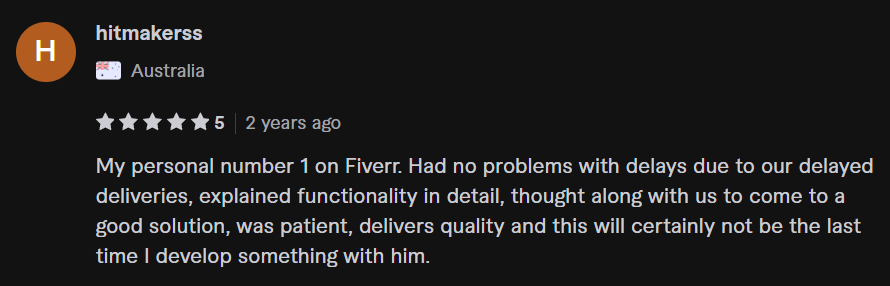 H
hitmakerss
Australia
5 | 2 years ago
My personal number 1 on Fiverr. Had no problems with delays due to our delayed
deliveries, explained functionality in detail, thought along with us to come to a
good solution, was patient, delivers quality and this will certainly not be the last
time I develop something with him.